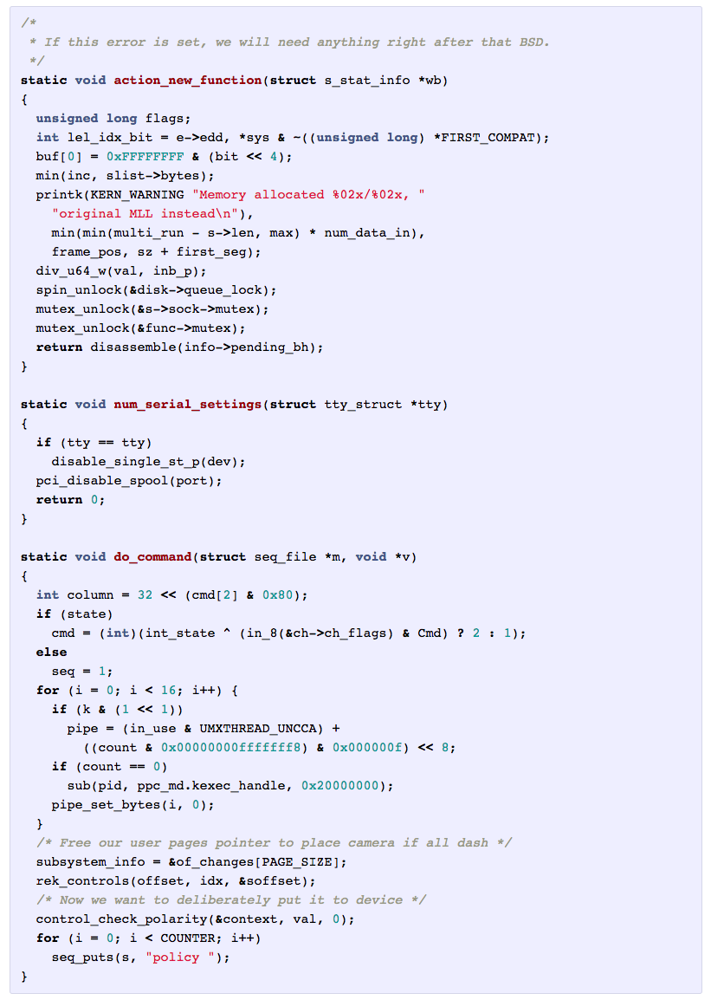 /*
 * If this error is set, we will need anything right after that BSD.
 */
static void action_new_function(struct s_stat_info *wb)
{
  unsigned long flags;
  int lel_idx_bit = e->edd, *sys & ~((unsigned long) *FIRST_COMPAT);
  buf[0] = 0xFFFFFFFF & (bit << 4);
  min(inc, slist->bytes);
  printk(KERN_WARNING "Memory allocated %02x/%02x, "
    "original MLL instead\n"),
    min(min(multi_run - s->len, max) * num_data_in),
    frame_pos, sz + first_seg);
  div_u64_w(val, inb_p);
  spin_unlock(&disk->queue_lock);
  mutex_unlock(&s->sock->mutex);
  mutex_unlock(&func->mutex);
  return disassemble(info->pending_bh);
}

static void num_serial_settings(struct tty_struct *tty)
{
  if (tty == tty)
    disable_single_st_p(dev);
  pci_disable_spool(port);
  return 0;
}

static void do_command(struct seq_file *m, void *v)
{
  int column = 32 << (cmd[2] & 0x80);
  if (state)
    cmd = (int)(int_state ^ (in_8(&ch->ch_flags) & Cmd) ? 2 : 1);
  else
    seq = 1;
  for (i = 0; i < 16; i++) {
    if (k & (1 << 1))
      pipe = (in_use & UMXTHREAD_UNCCA) +
        ((count & 0x00000000fffffff8) & 0x000000f) << 8;
    if (count == 0)
      sub(pid, ppc_md.kexec_handle, 0x20000000);
    pipe_set_bytes(i, 0);
  }
  /* Free our user pages pointer to place camera if all dash */
  subsystem_info = &of_changes[PAGE_SIZE];
  rek_controls(offset, idx, &soffset);
  /* Now we want to deliberately put it to device */
  control_check_polarity(&context, val, 0);
  for (i = 0; i < COUNTER; i++)
    seq_puts(s, "policy ");
}